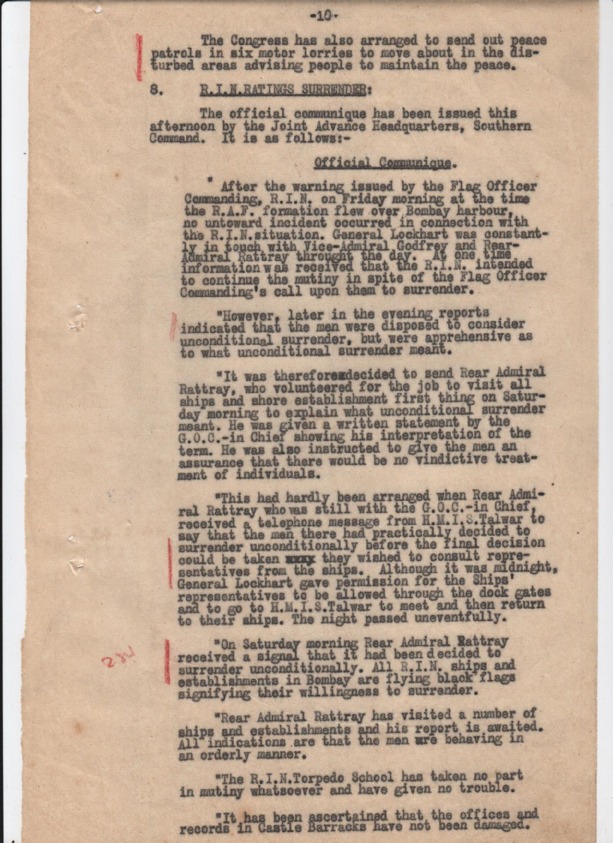 -10-
The Congress has also arranged to send out peace
patrols in six motor lorries to move about in the dis-
turbed areas advising people to maintain the peace.
8. R.I.N.RATINGS SURRENDER:
The official communique has been issued this
afternoon by the Joint Advance Headquarters, Southern
Command. It is as follows:-
Official Communique.
" After the warning issued by the Flag Officer
Commanding, R.I.N. on Friday morning at the time
the R.A.F. formation flew over Bombay harbour,
no untoward incident occurred in connection with
the R.I.N.situation. General Lockhart was constant-
ly in touch with Vice-Admiral Godfrey and Rear-
Admiral Rattray throught the day. At one time
information was received that the R.I.N. intended
to continue the mutiny in spite of the Flag Officer
Commanding's call upon them to surrender.
"However, later in the evening reports
indicated that the men were disposed to consider
unconditional surrender, but were apprehensive as
to what unconditional surrender meant.
"It was therefore decided to send Rear Admiral
Rattray, who volunteered for the job to visit all
ships and shore establishment first thing on Satur-
day morning to explain what unconditional surrender
meant. He was given a written statement by the
G.O.C.-in Chief showing his interpretation of the
term. He was also instructed to give the men an
assurance that there would be no vindictive treat-
ment of individuals.
"This had hardly been arranged when Rear Admi-
ral Rattray who was still with the G.O.C.-in Chief,
received a telephone message from H.M.I.S.Talwar to
say that the men there had practically decided to
surrender unconditionally before the final decision
could be taken xxxx they wished to consult repre-
sentatives from the ships. Although it was midnight,
General Lockhart gave permission for the Ships'
representatives to be allowed through the dock gates
and to go to H.M.I.S.Talwar to meet and then return
to their ships. The night passed uneventfully.
"On Saturday morning Rear Admiral Rattray
received a signal that it had been decided to
surrender unconditionally. All R.I.N. ships and
establishments in Bombay are flying black flags
signifying their willingness to surrender.
"Rear Admiral Rattray has visited a number of
ships and establishments and his report is awaited.
All indications are that the men are behaving in
an orderly manner.
"The R.I.N.Torpedo School has taken no part
in mutiny whatsoever and have given no trouble.
"It has been ascertained that the offices and
records in Castle Barracks have not been damaged.